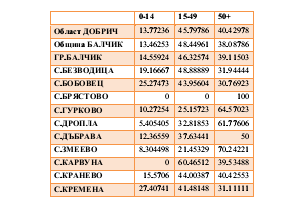 0-14 15-49 50+
Област ДОБРИЧ 13.77236 45.79786 40.42978
Община БАЛЧИК 13.46253 48.44961 38.08786
ГР.БАЛЧИК 14.55924 46.32574 39.11503
С.БЕЗВОДИЦА 19.16667 48.88889 31.94444
С.БОБОВЕЦ 25.27473 43.95604 30.76923
С.БРЯСТОВО 0 0 100
С.ГУРКОВО 10.27254 25.15723 64.57023
С.ДРОПЛА 5.405405 32.81853 61.77606
С.ДЪБРАВА 12.36559 37.63441 50
С.ЗМЕЕВО 8.304498 21.45329 70.24221
С.КАРВУНА 0 60.46512 39.53488
С.КРАНЕВО 15.5706 44.00387 40.42553
С.КРЕМЕНА 27.40741 41.48148 31.11111